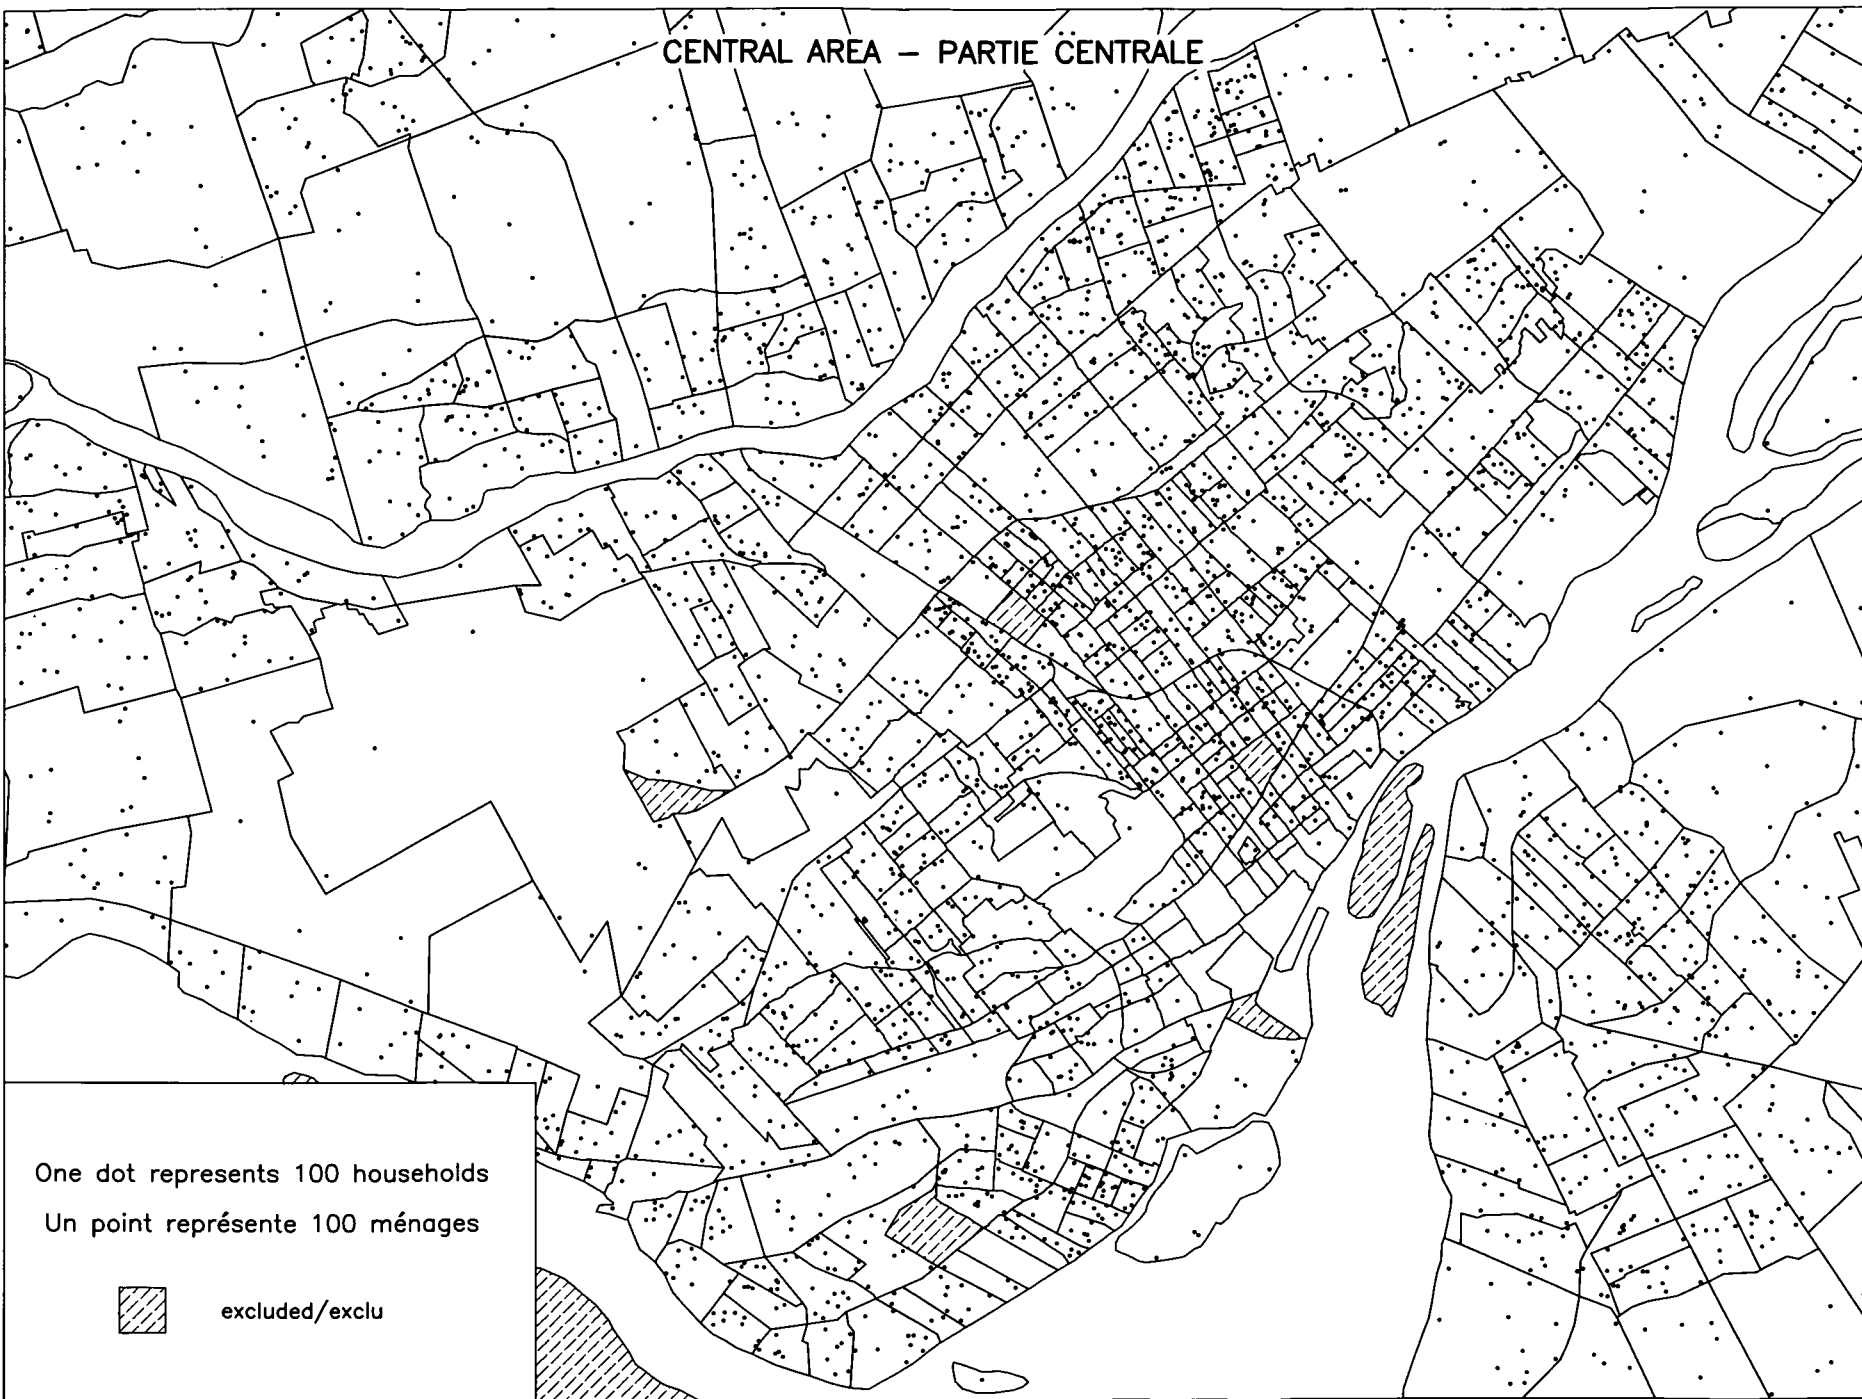 CENTRAL AREA – PARTIE CENTRALE
One dot represents 100 households
Un point représente 100 ménages
excluded/exclu